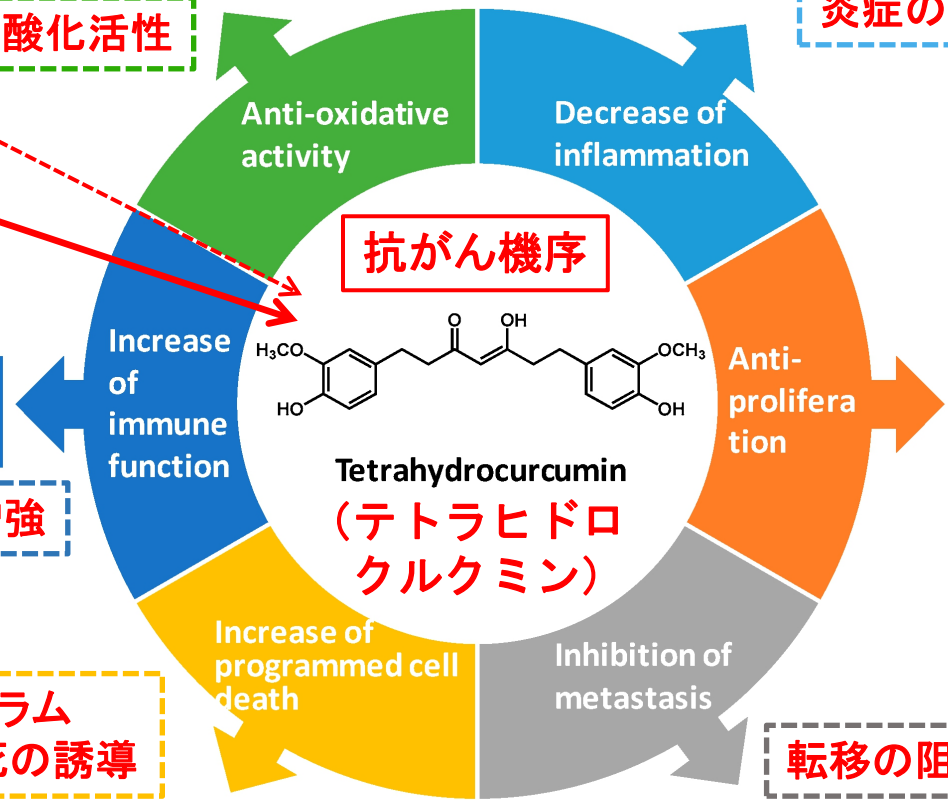 酸化活性
炎症の
Anti-oxidative
activity
Decrease of
inflammation
抗がん機序
O
OH
H₃CO
OCH₃
HO
OH
Increase
of
immune
function
Anti-
prolifera
tion
Tetrahydrocurcumin
(テトラヒドロ
クルクミン)
強
Increase of
programmed cell
death
Inhibition of
metastasis
ラム
の誘導
転移の阻